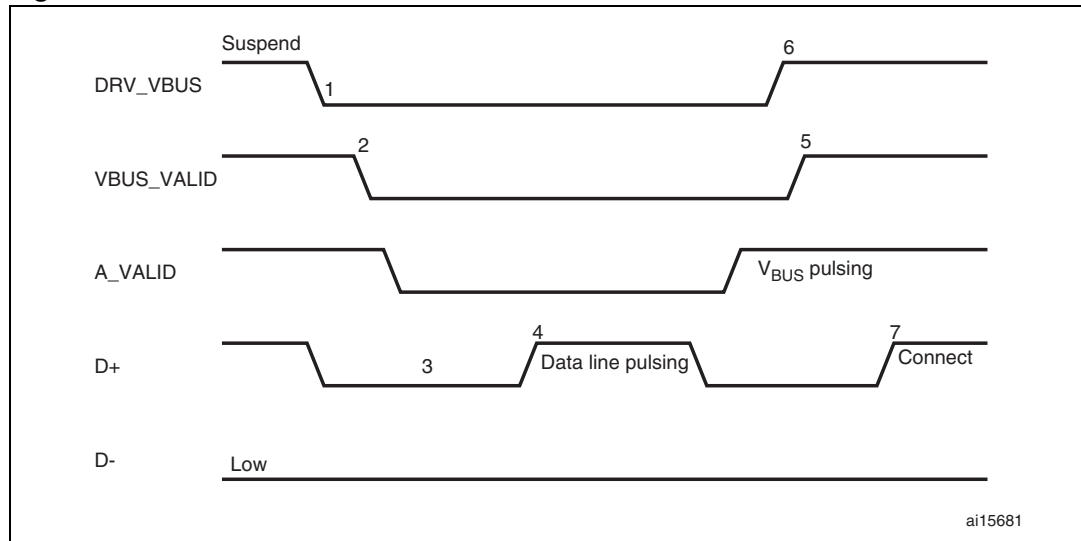 Suspend
6
DRV_VBUS
1
2
5
VBUS_VALID
A_VALID
VBUS pulsing
4
7
D+
3
Data line pulsing
Connect
D-
Low
ai15681